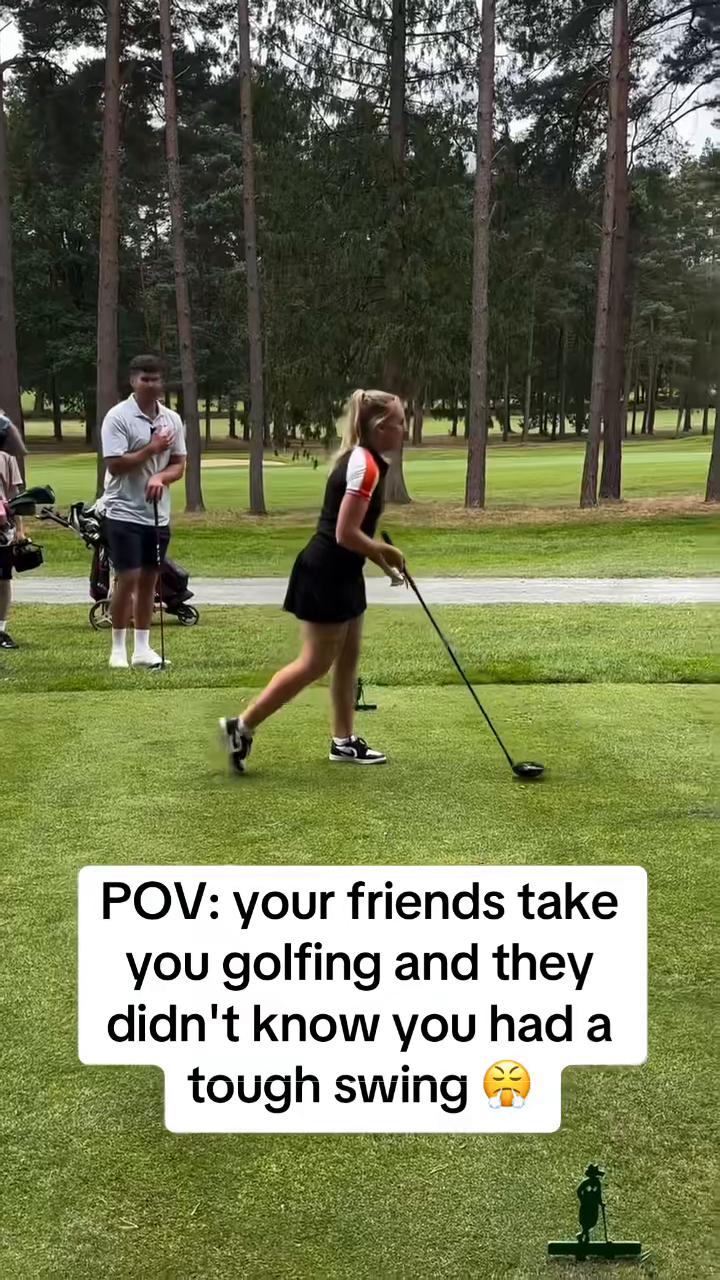 POV: your friends take
you golfing and they
didn't know you had a
tough swing 😤